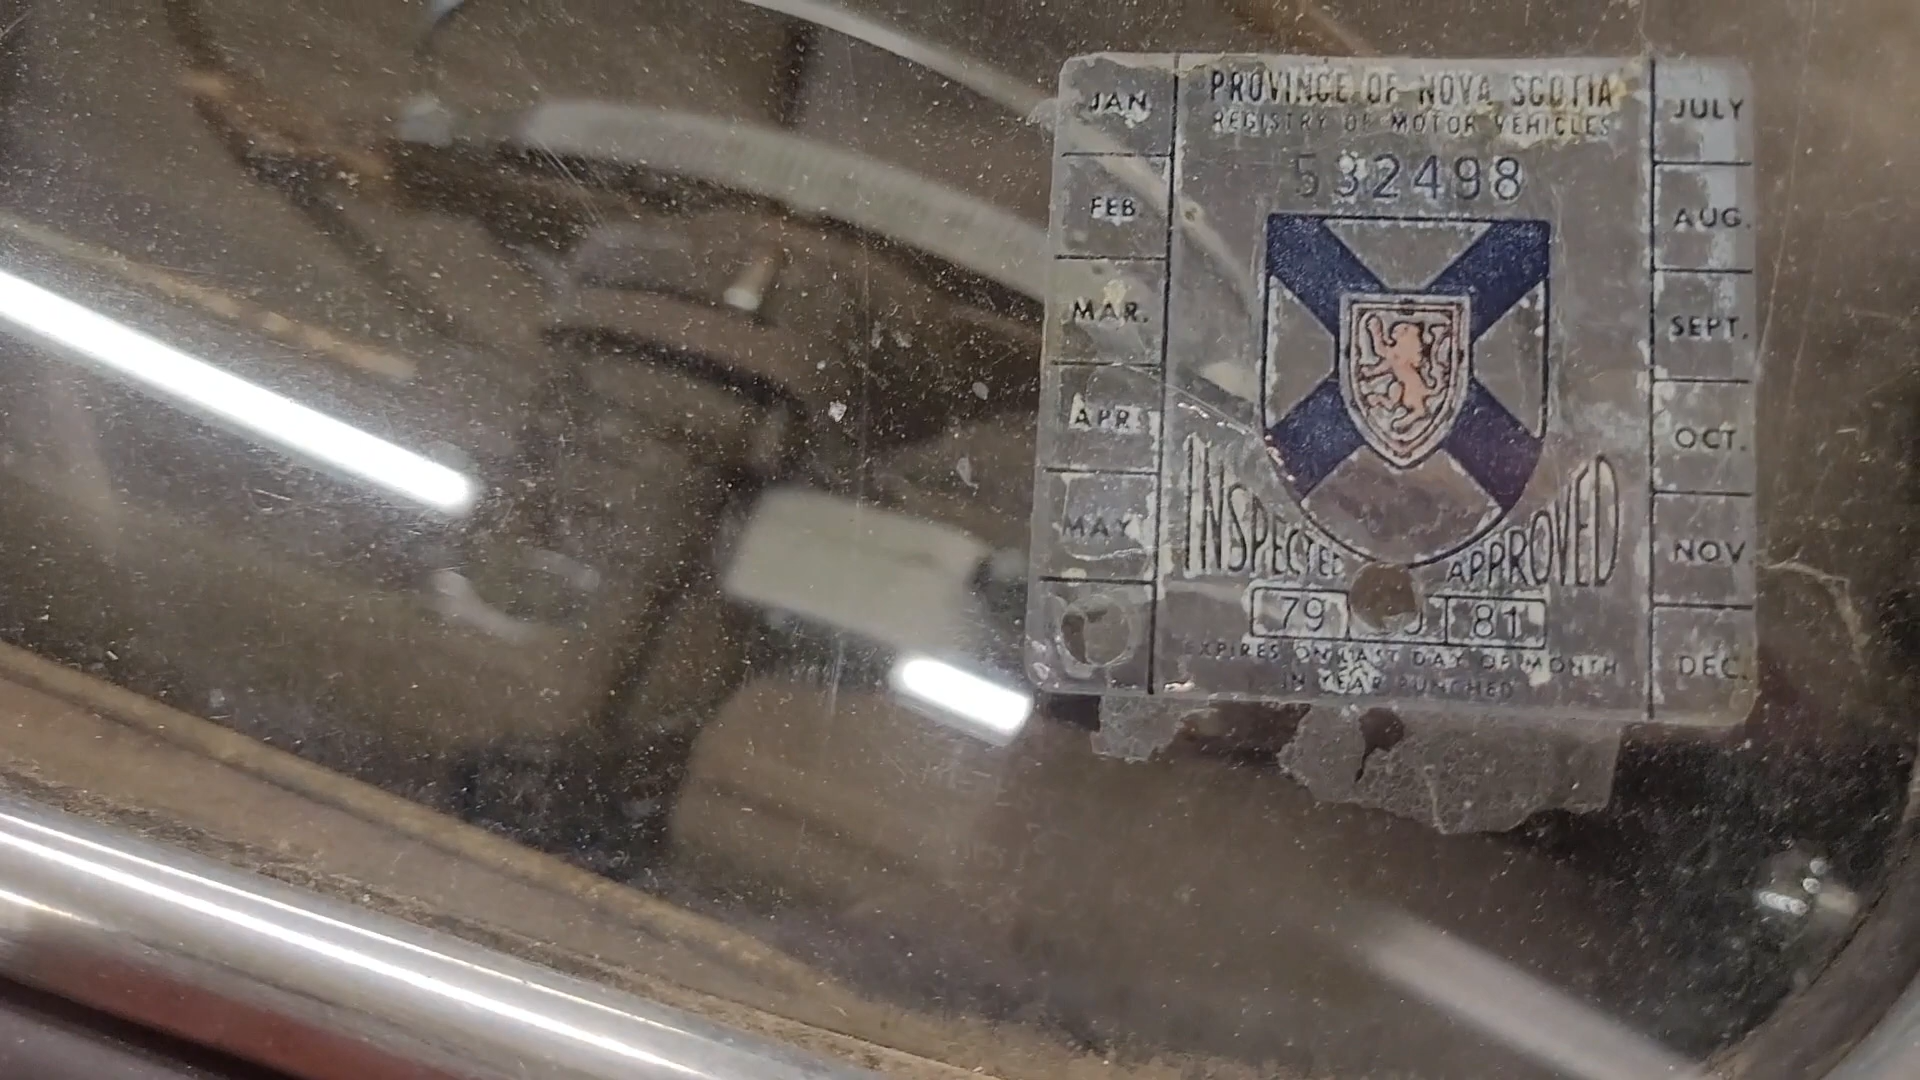 PROVINCE OF NOVA SCOTIA
REGISTRY OF MOTOR VEHICLES
532498
JAN.
FEB.
MAR.
APR.
MAY
JULY
AUG.
SEPT.
OCT.
NOV.
DEC.
INSPECTED APPROVED
79 81
EXPIRES ON LAST DAY OF MONTH
IN YEAR PUNCHED